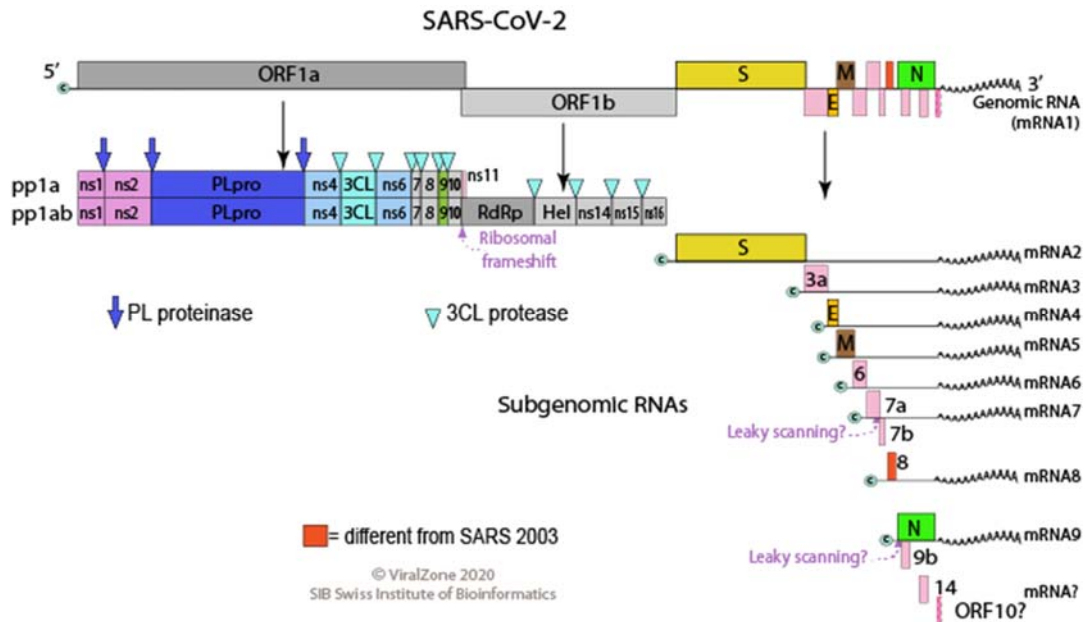 SARS-CoV-2
5′
c
ORF1a
S
M
N
E
ORF1b
3′
Genomic RNA
(mRNA1)
pp1a
ns1 ns2 PLpro ns4 3CL ns6 7 8 9 10 ns11
pp1ab
ns1 ns2 PLpro ns4 3CL ns6 7 8 9 10 RdRp Hel ns14 ns15 ns16
Ribosomal
frameshift
PL proteinase
3CL protease
Subgenomic RNAs
c S mRNA2
c 3a mRNA3
c E mRNA4
c M mRNA5
c 6 mRNA6
c 7a mRNA7
Leaky scanning?
7b
c 8 mRNA8
c N mRNA9
Leaky scanning?
9b
14 mRNA?
ORF10?
= different from SARS 2003
© ViralZone 2020
SIB Swiss Institute of Bioinformatics